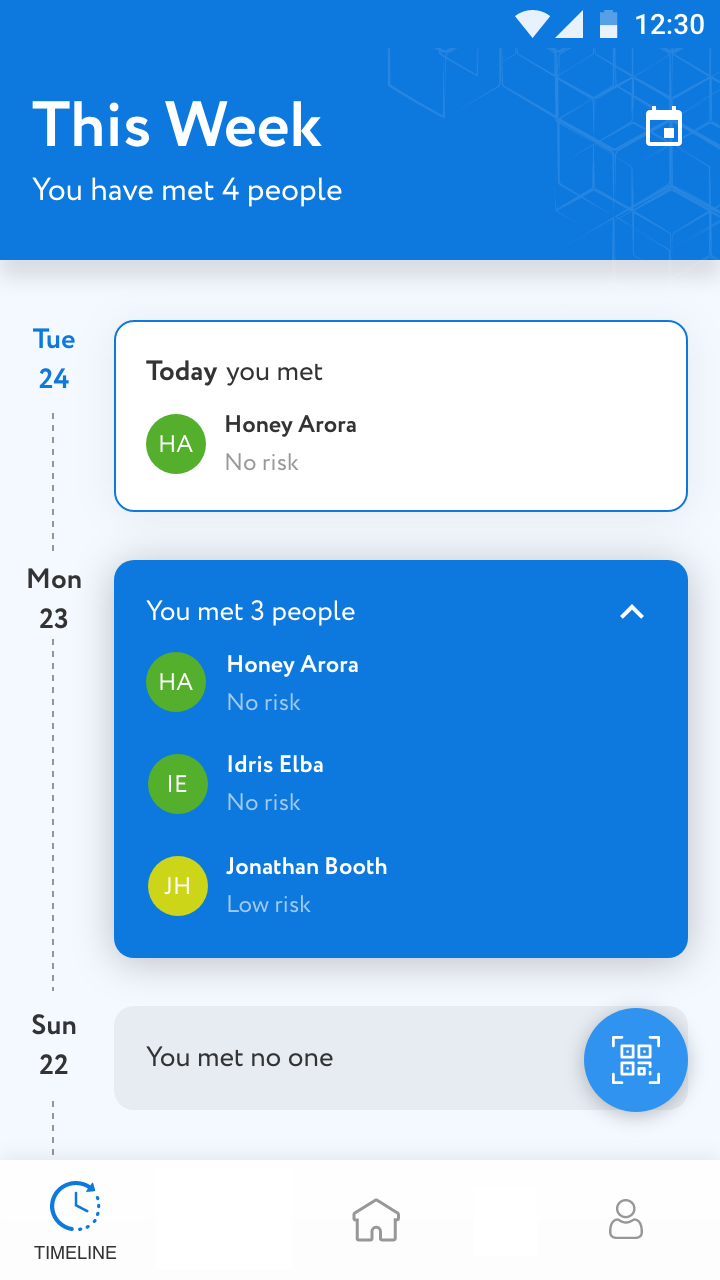 12:30
This Week
You have met 4 people
Tue
24
Today you met
HA
Honey Arora
No risk
Mon
23
You met 3 people
HA
Honey Arora
No risk
IE
Idris Elba
No risk
JH
Jonathan Booth
Low risk
Sun
22
You met no one
TIMELINE